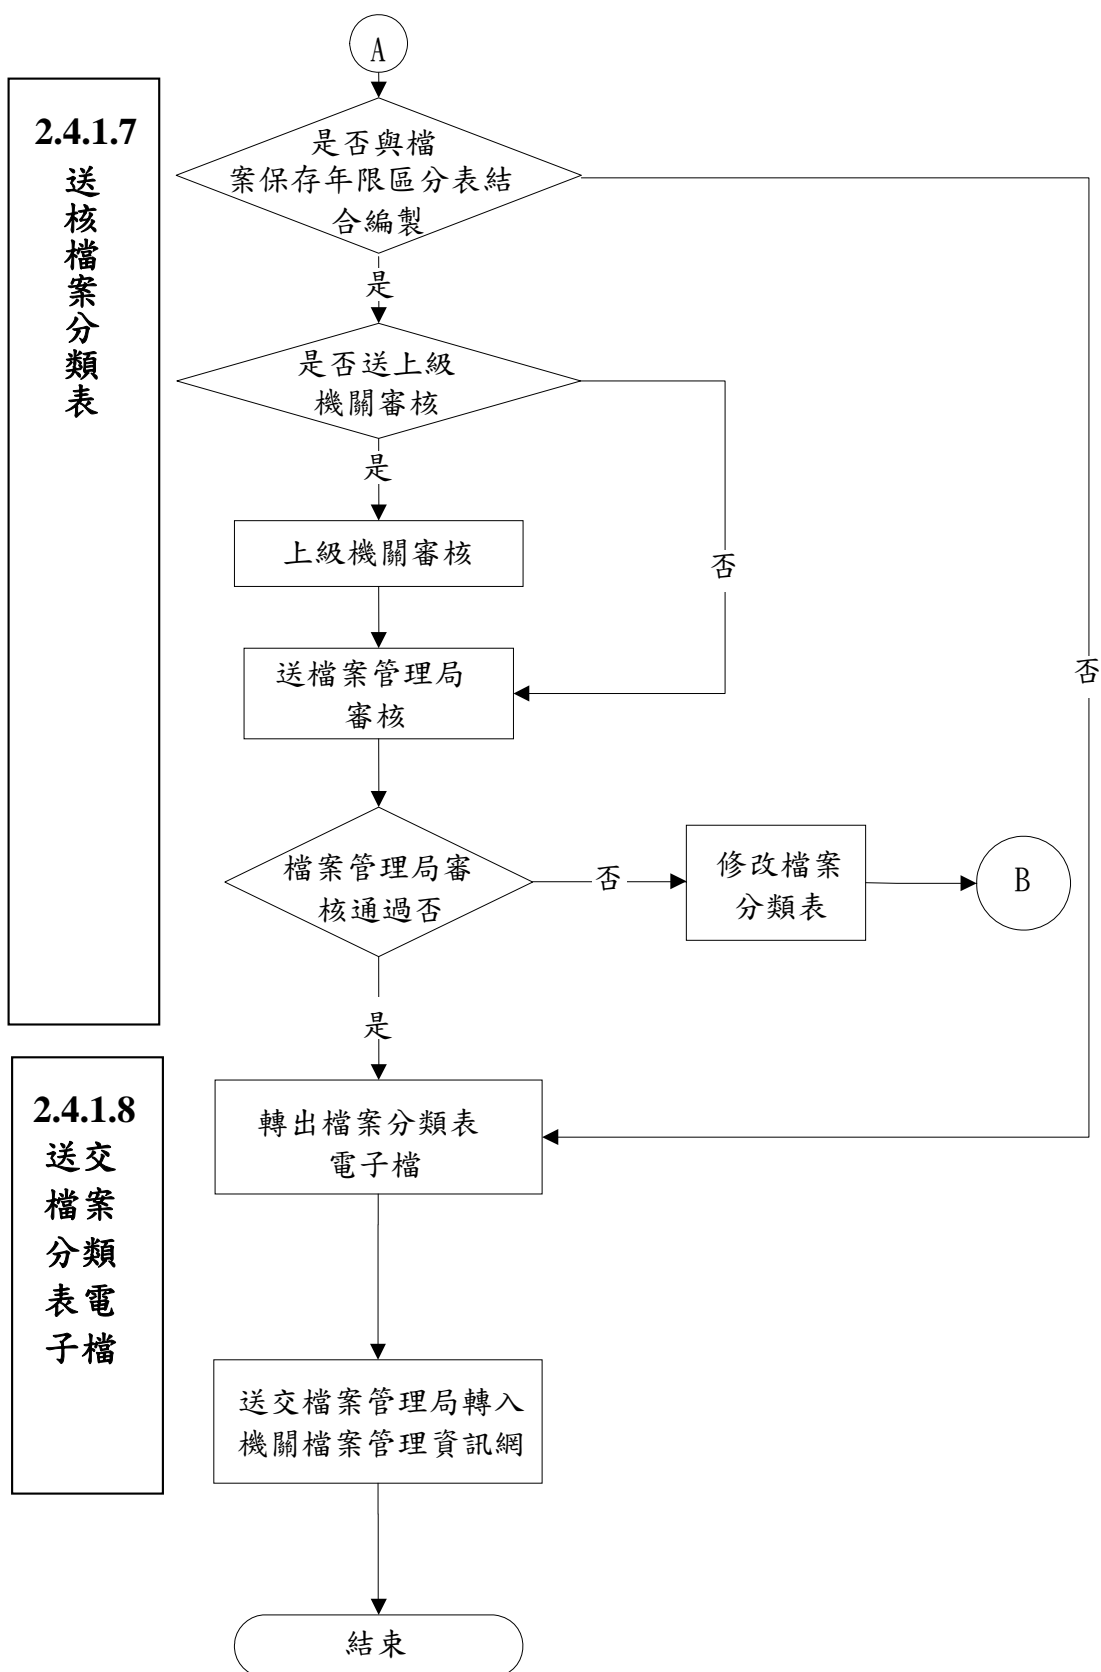 A
2.4.1.7
送
核
檔
案
分
類
表
是否與檔
案保存年限區分表結
合編製
是
是否送上級
機關審核
是
上級機關審核
否
送檔案管理局
審核
否
檔案管理局審
核通過否
否
修改檔案
分類表
B
是
2.4.1.8
送交
檔案
分類
表電
子檔
轉出檔案分類表
電子檔
送交檔案管理局轉入
機關檔案管理資訊網
結束